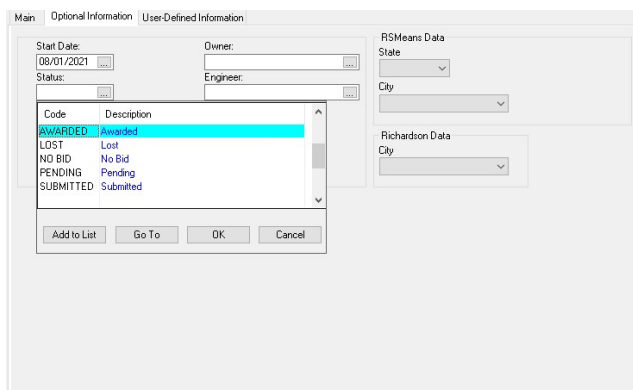 Main Optional Information User-Defined Information
Start Date: Owner:
08/01/2021 ... ...
Status: Engineer:
... ...
Code Description
AWARDED Awarded
LOST Lost
NO BID No Bid
PENDING Pending
SUBMITTED Submitted
Add to List Go To OK Cancel
RSMeans Data
State
City
Richardson Data
City